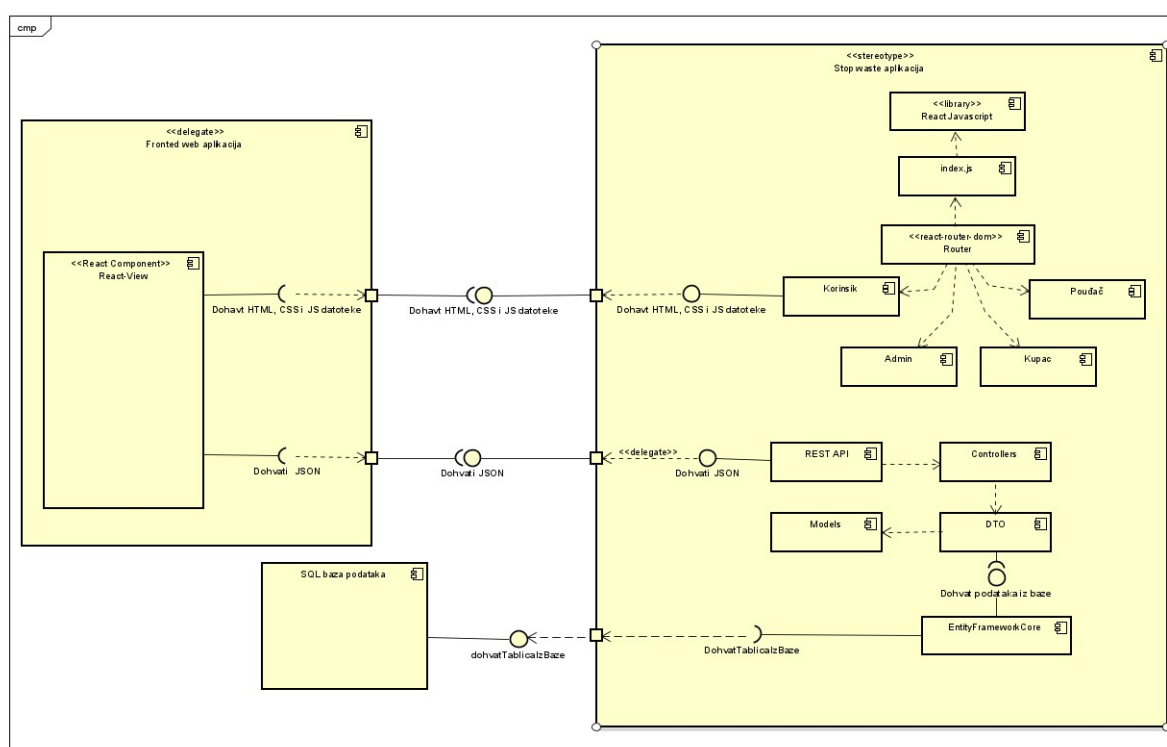 cmp
<<stereotype>>
Stop waste aplikacija
<<library>>
React Javascript
index.js
<<react-router-dom>>
Router
Korinsik
Pouđač
Admin
Kupac
<<delegate>>
Fronted web aplikacija
<<React Component>>
React-View
Dohavt HTML, CSS i JS datoteke
Dohavt HTML, CSS i JS datoteke
Dohavt HTML, CSS i JS datoteke
Dohvati JSON
Dohvati JSON
<<delegate>>
Dohvati JSON
REST API
Controllers
Models
DTO
Dohvat podataka iz baze
EntityFrameworkCore
SQL baza podataka
dohvatTablicaIzBaze
DohvatTablicaIzBaze